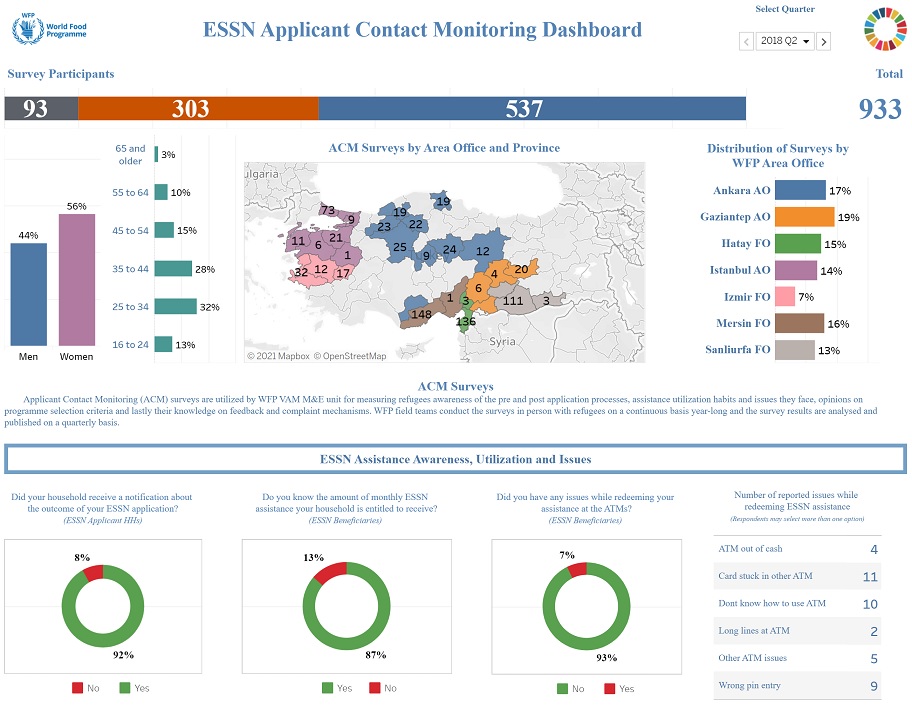 WFP
World Food
Programme
ESSN Applicant Contact Monitoring Dashboard
Select Quarter
2018 Q2
Survey Participants
Total
93
303
537
933
44%
56%
Men
Women
65 and
older
3%
55 to 64
10%
45 to 54
15%
35 to 44
28%
25 to 34
32%
16 to 24
13%
ACM Surveys by Area Office and Province
ulgaria
73
9
19
19
23
22
11
6
21
25
9
24
12
1
32
12
17
4
20
6
1
3
111
3
148
136
Syria
© 2021 Mapbox © OpenStreetMap
Distribution of Surveys by
WFP Area Office
Ankara AO 17%
Gaziantep AO 19%
Hatay FO 15%
Istanbul AO 14%
Izmir FO 7%
Mersin FO 16%
Sanliurfa FO 13%
ACM Surveys
Applicant Contact Monitoring (ACM) surveys are utilized by WFP VAM M&E unit for measuring refugees awareness of the pre and post application processes, assistance utilization habits and issues they face, opinions on
programme selection criteria and lastly their knowledge on feedback and complaint mechanisms. WFP field teams conduct the surveys in person with refugees on a continuous basis year-long and the survey results are analysed and
published on a quarterly basis.
ESSN Assistance Awareness, Utilization and Issues
Did your household receive a notification about
the outcome of your ESSN application?
(ESSN Applicant HHs)
8%
92%
No Yes
Do you know the amount of monthly ESSN
assistance your household is entitled to receive?
(ESSN Beneficiaries)
13%
87%
Yes No
Did you have any issues while redeeming your
assistance at the ATMs?
(ESSN Beneficiaries)
7%
93%
No Yes
Number of reported issues while
redeeming ESSN assistance
(Respondents may select more than one option)
ATM out of cash 4
Card stuck in other ATM 11
Dont know how to use ATM 10
Long lines at ATM 2
Other ATM issues 5
Wrong pin entry 9